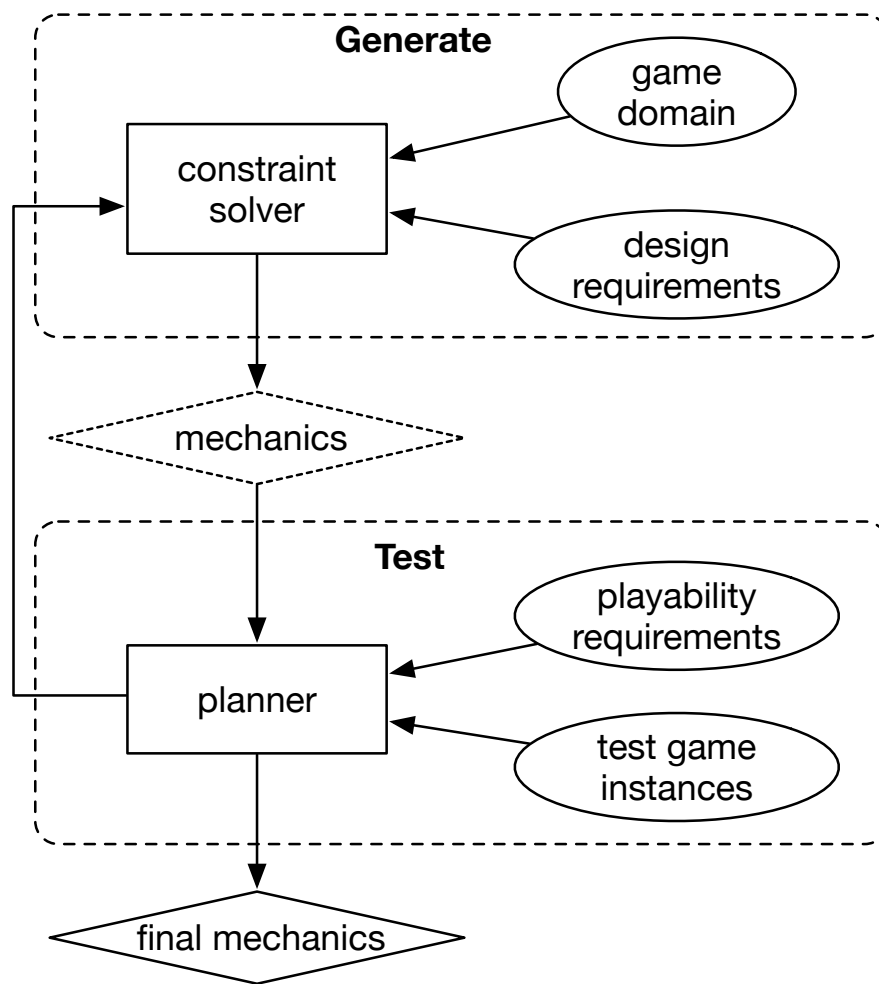 Generate
game
domain
constraint
solver
design
requirements
mechanics
Test
playability
requirements
planner
test game
instances
final mechanics